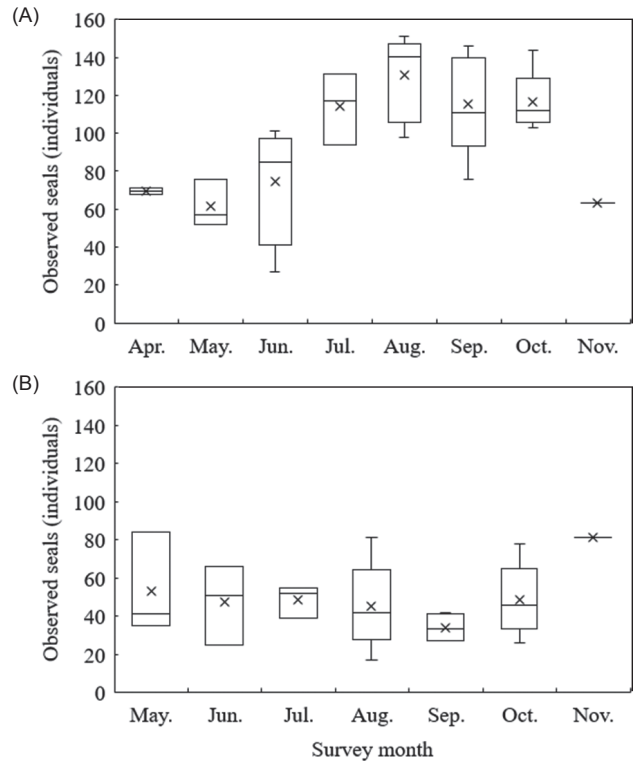 (A)
Observed seals (individuals)
160
140
120
100
80
60
40
20
0
Apr. May. Jun. Jul. Aug. Sep. Oct. Nov.
(B)
Observed seals (individuals)
160
140
120
100
80
60
40
20
0
May. Jun. Jul. Aug. Sep. Oct. Nov.
Survey month